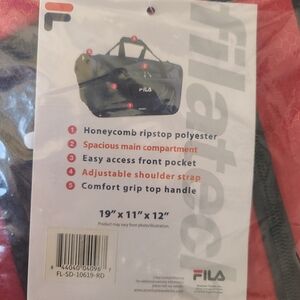 FILA
filatech
1 Honeycomb ripstop polyester
2 Spacious main compartment
3 Easy access front pocket
4 Adjustable shoulder strap
5 Comfort grip top handle
19" x 11" x 12"
Product may vary from photo/illustration.
FL-SD-10619-RD
FILA